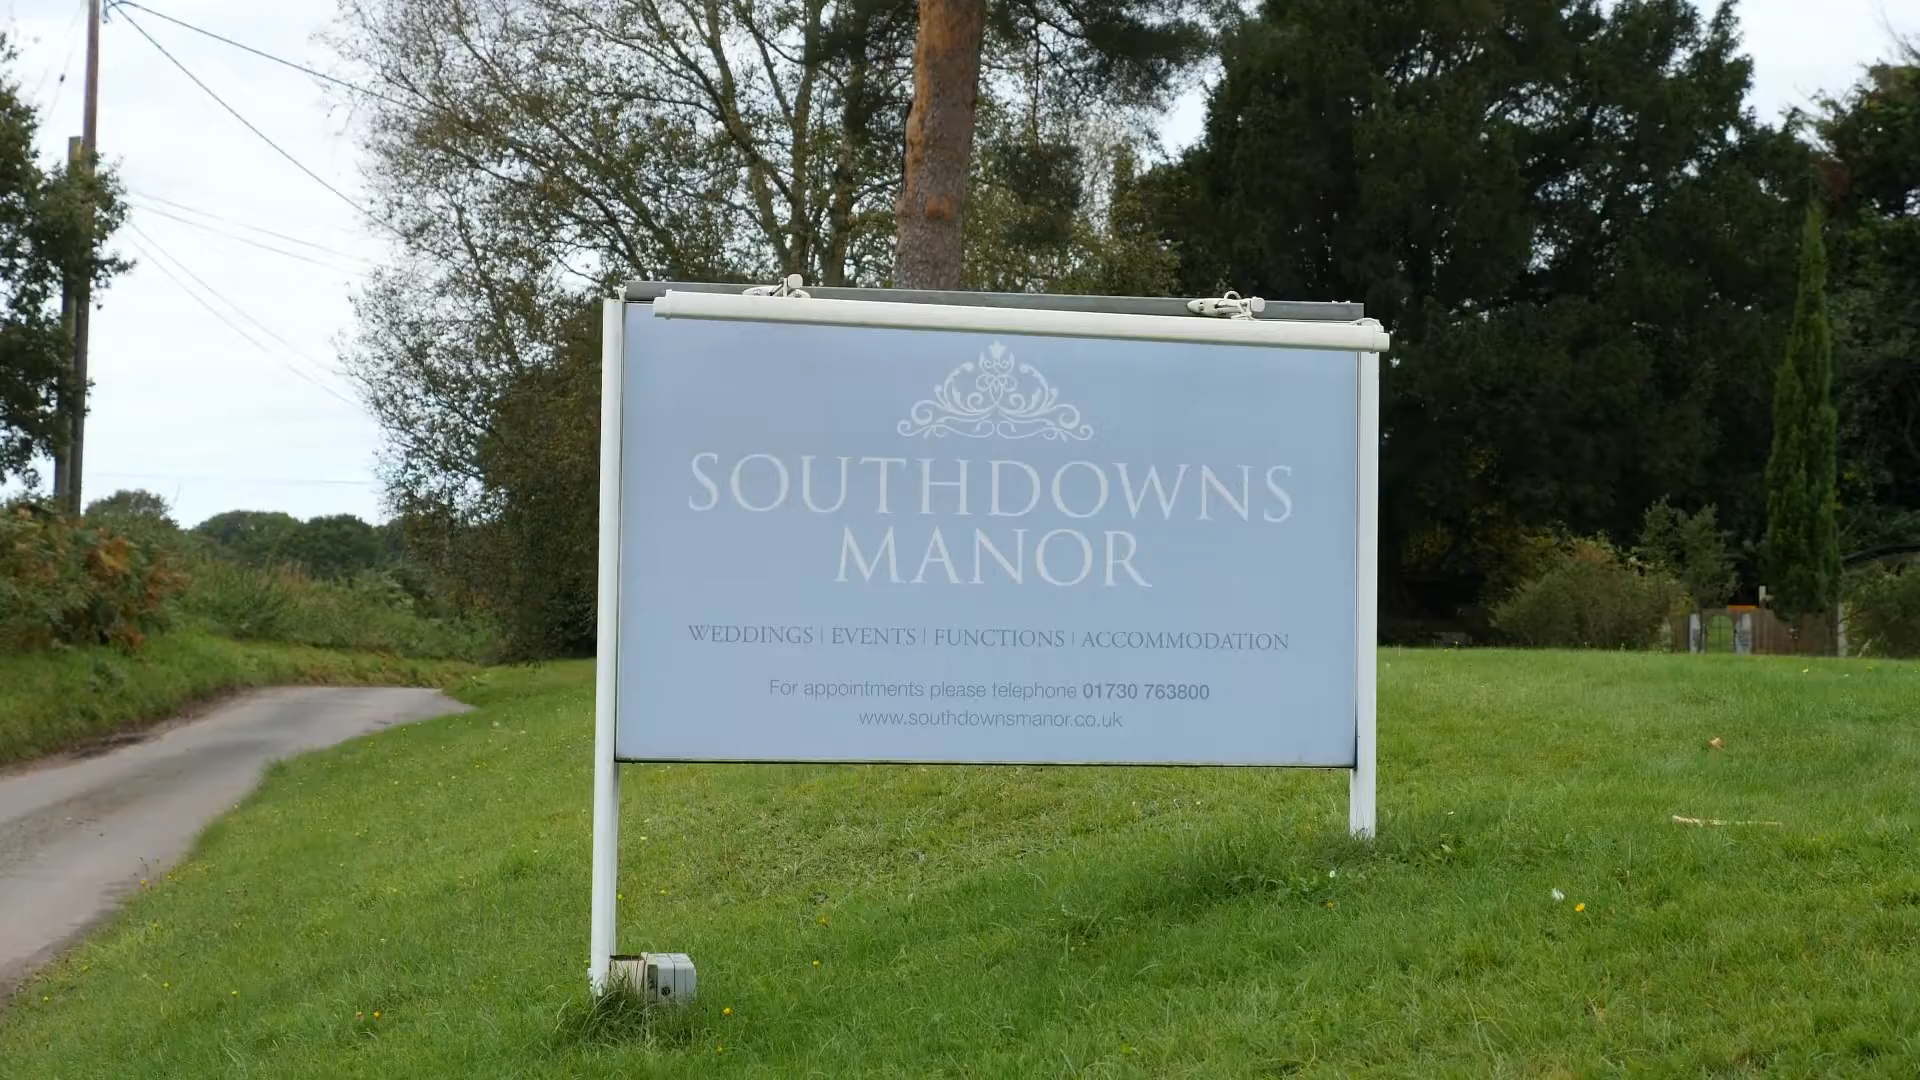 SOUTHDOWNS
MANOR
WEDDINGS | EVENTS | FUNCTIONS | ACCOMMODATION
For appointments please telephone 01730 763800
www.southdownsmanor.co.uk